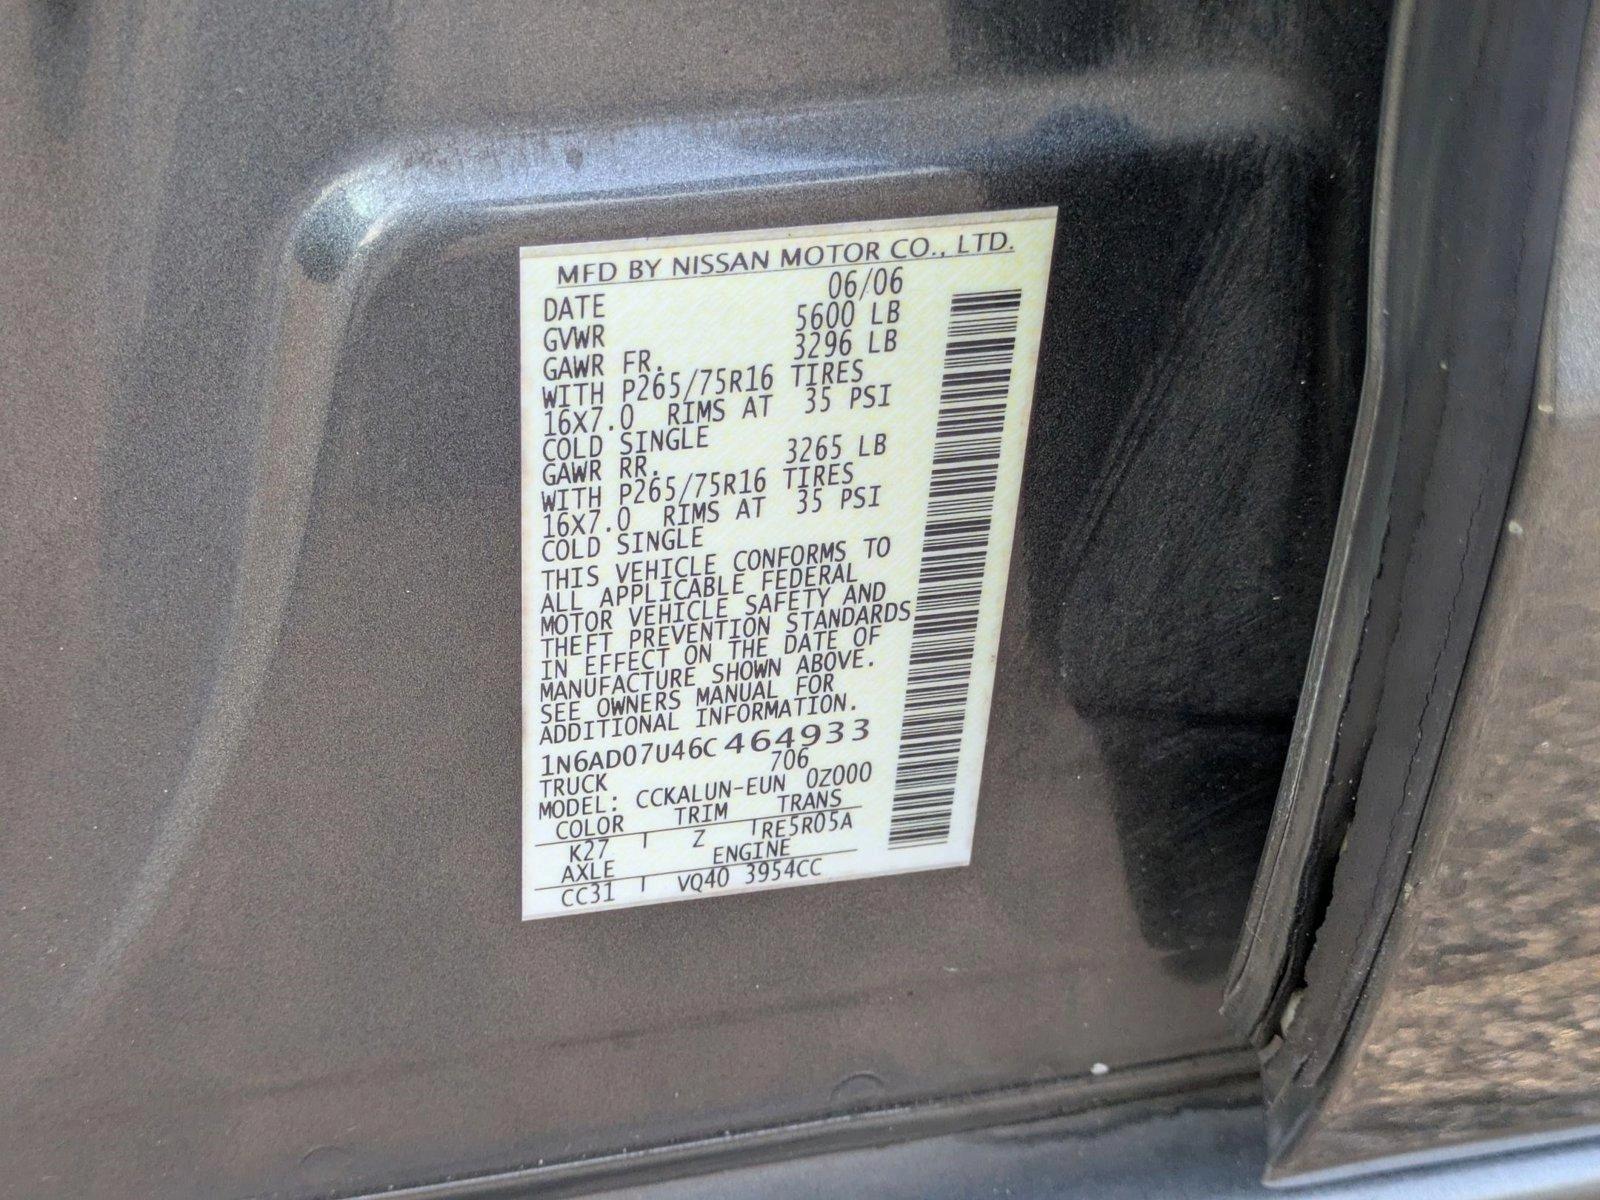 MFD BY NISSAN MOTOR CO., LTD.
DATE 06/06
GVWR 5600 LB
GAWR FR. 3296 LB
WITH P265/75R16 TIRES
16X7.0 RIMS AT 35 PSI
COLD SINGLE
GAWR RR. 3265 LB
WITH P265/75R16 TIRES
16X7.0 RIMS AT 35 PSI
COLD SINGLE
THIS VEHICLE CONFORMS TO
ALL APPLICABLE FEDERAL
MOTOR VEHICLE SAFETY AND
THEFT PREVENTION STANDARDS
IN EFFECT ON THE DATE OF
MANUFACTURE SHOWN ABOVE.
SEE OWNERS MANUAL FOR
ADDITIONAL INFORMATION.
1N6AD07U46C464933
TRUCK 706
MODEL: CCKALUN-EUN 0Z000
COLOR TRIM TRANS
K27 Z RE5R05A
AXLE ENGINE
CC31 VQ40 3954CC